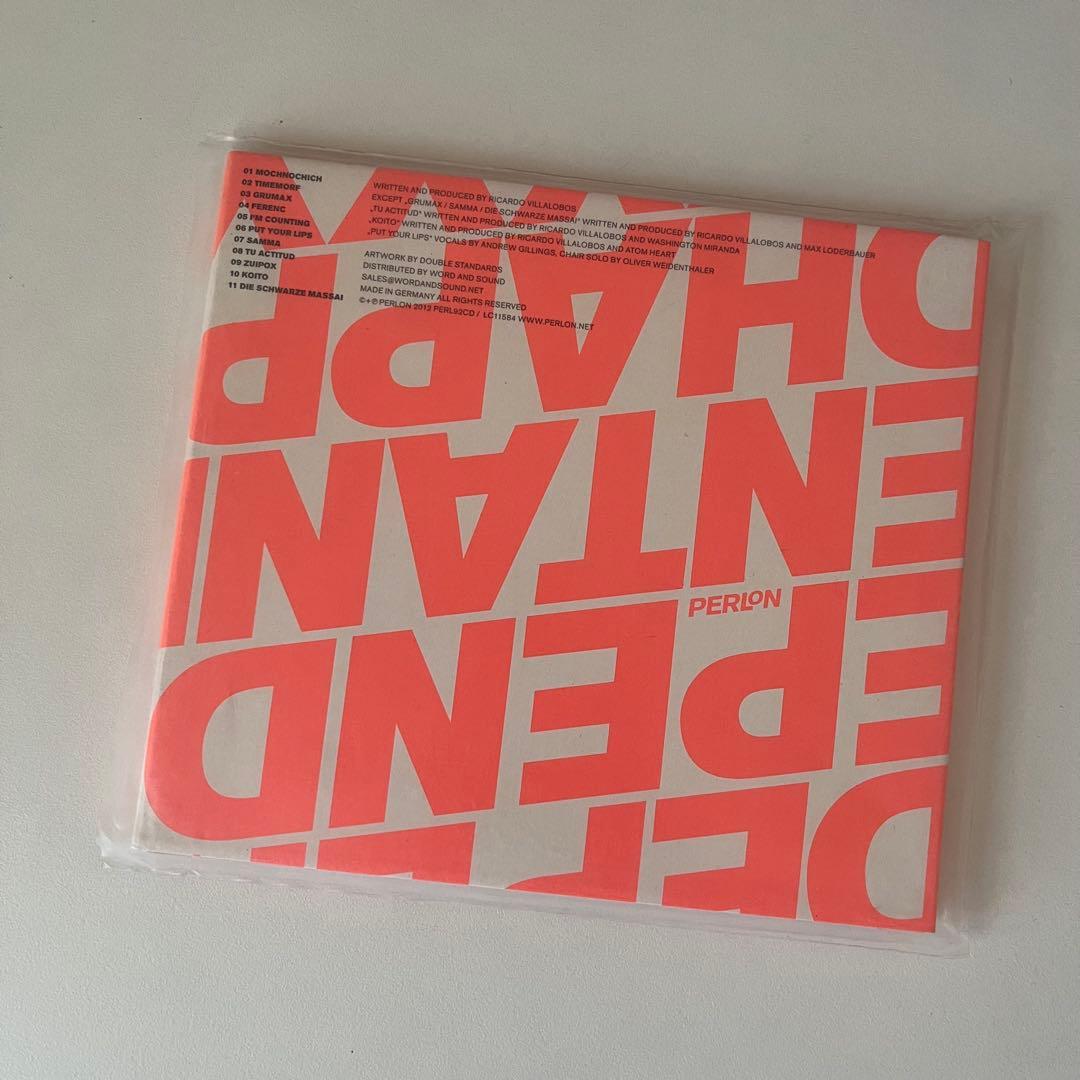 01 MOCHNOCHICH
02 TIMEMORF
03 GRUMAX
04 FERENC
05 PM COUNTING
06 PUT YOUR LIPS
07 SAMMA
08 TU ACTITUD
09 ZUIPOX
10 KOITO
11 DIE SCHWARZE MASSAI
WRITTEN AND PRODUCED BY RICARDO VILLALOBOS
EXCEPT „GRUMAX / SAMMA / DIE SCHWARZE MASSAI“ WRITTEN AND PRODUCED BY RICARDO VILLALOBOS AND MAX LODERBAUER
„TU ACTITUD“ WRITTEN AND PRODUCED BY RICARDO VILLALOBOS AND WASHINGTON MIRANDA
„KOITO“ WRITTEN AND PRODUCED BY RICARDO VILLALOBOS AND ATOM HEART
„PUT YOUR LIPS“ VOCALS BY ANDREW GILLINGS, CHAIR SOLO BY OLIVER WEIDENTHALER
ARTWORK BY DOUBLE STANDARDS
DISTRIBUTED BY WORD AND SOUND
SALES@WORDANDSOUND.NET
MADE IN GERMANY ALL RIGHTS RESERVED
©+℗ PERLON 2012 PERL92CD / LC11584 WWW.PERLON.NET
PERLON
DEPEND
DEPEND
ENTAN
DHAPP